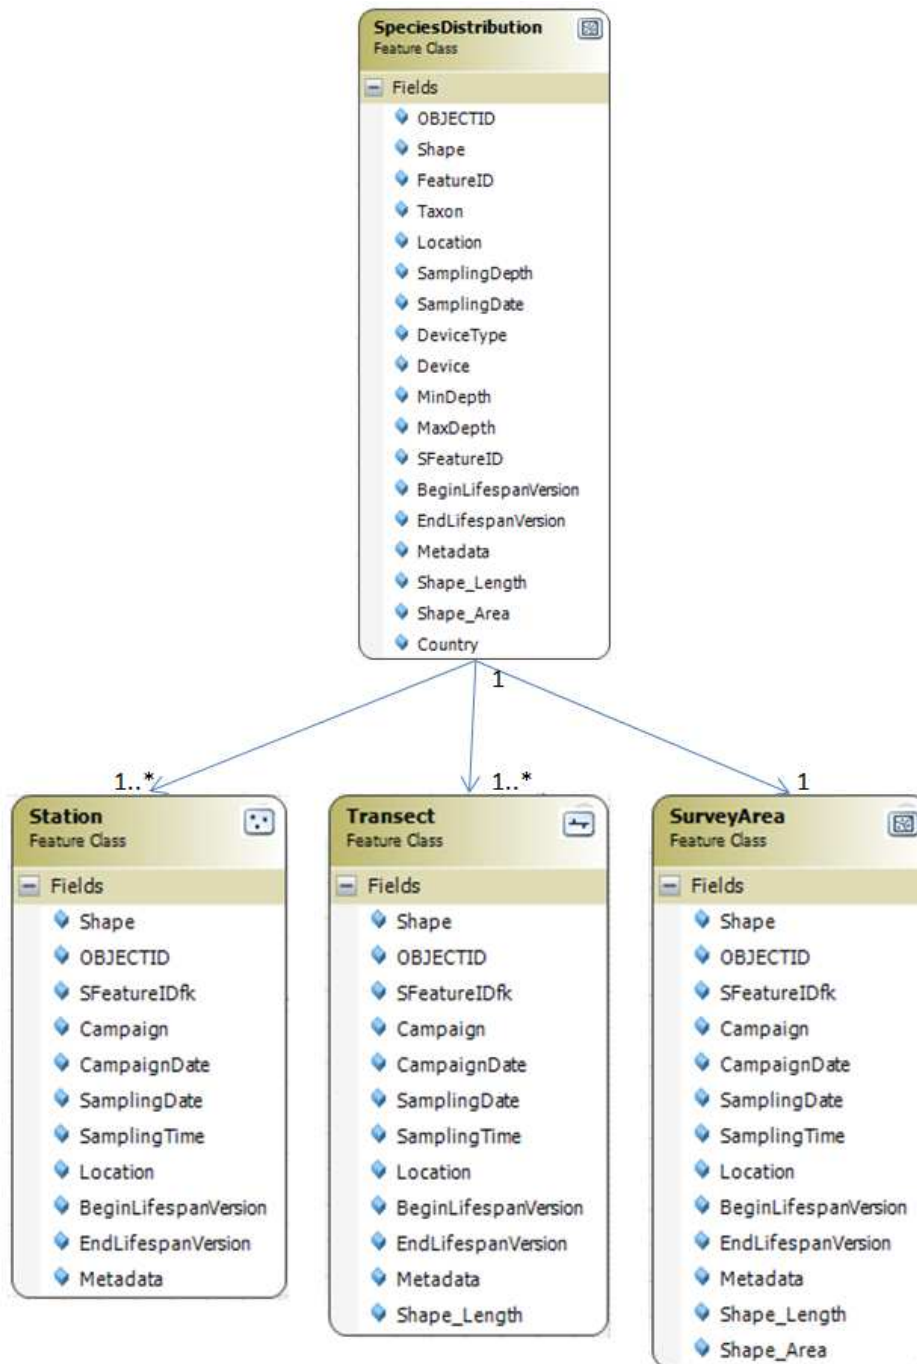 SpeciesDistribution
Feature Class
Fields
OBJECTID
Shape
FeatureID
Taxon
Location
SamplingDepth
SamplingDate
DeviceType
Device
MinDepth
MaxDepth
SFeatureID
BeginLifespanVersion
EndLifespanVersion
Metadata
Shape_Length
Shape_Area
Country
1
1..*
1..*
1
Station
Feature Class
Fields
Shape
OBJECTID
SFeatureIDfk
Campaign
CampaignDate
SamplingDate
SamplingTime
Location
BeginLifespanVersion
EndLifespanVersion
Metadata
Transect
Feature Class
Fields
Shape
OBJECTID
SFeatureIDfk
Campaign
CampaignDate
SamplingDate
SamplingTime
Location
BeginLifespanVersion
EndLifespanVersion
Metadata
Shape_Length
SurveyArea
Feature Class
Fields
Shape
OBJECTID
SFeatureIDfk
Campaign
CampaignDate
SamplingDate
SamplingTime
Location
BeginLifespanVersion
EndLifespanVersion
Metadata
Shape_Length
Shape_Area